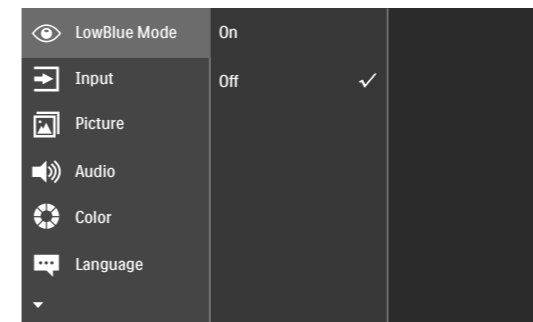 LowBlue Mode
On
Input
Off
Picture
Audio
Color
Language